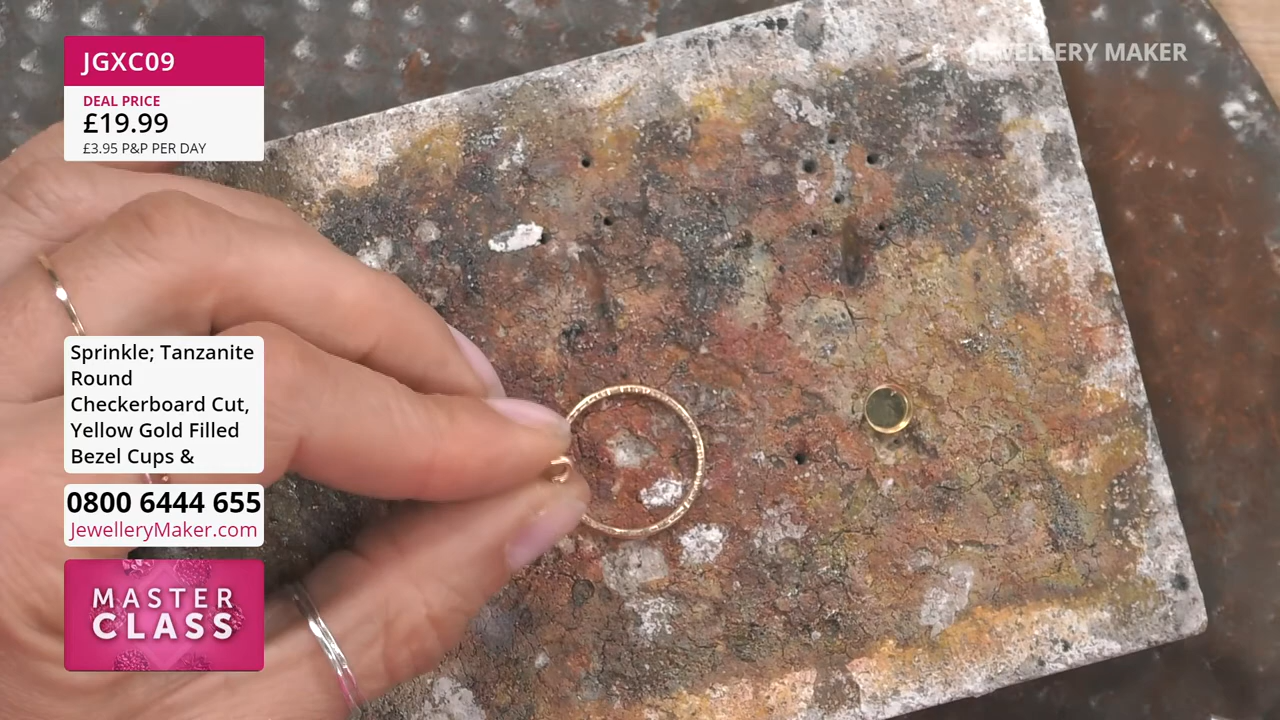 JGXC09
DEAL PRICE
£19.99
£3.95 P&P PER DAY
JEWELLERY MAKER
Sprinkle; Tanzanite
Round
Checkerboard Cut,
Yellow Gold Filled
Bezel Cups &
0800 6444 655
JewelleryMaker.com
MASTER
CLASS